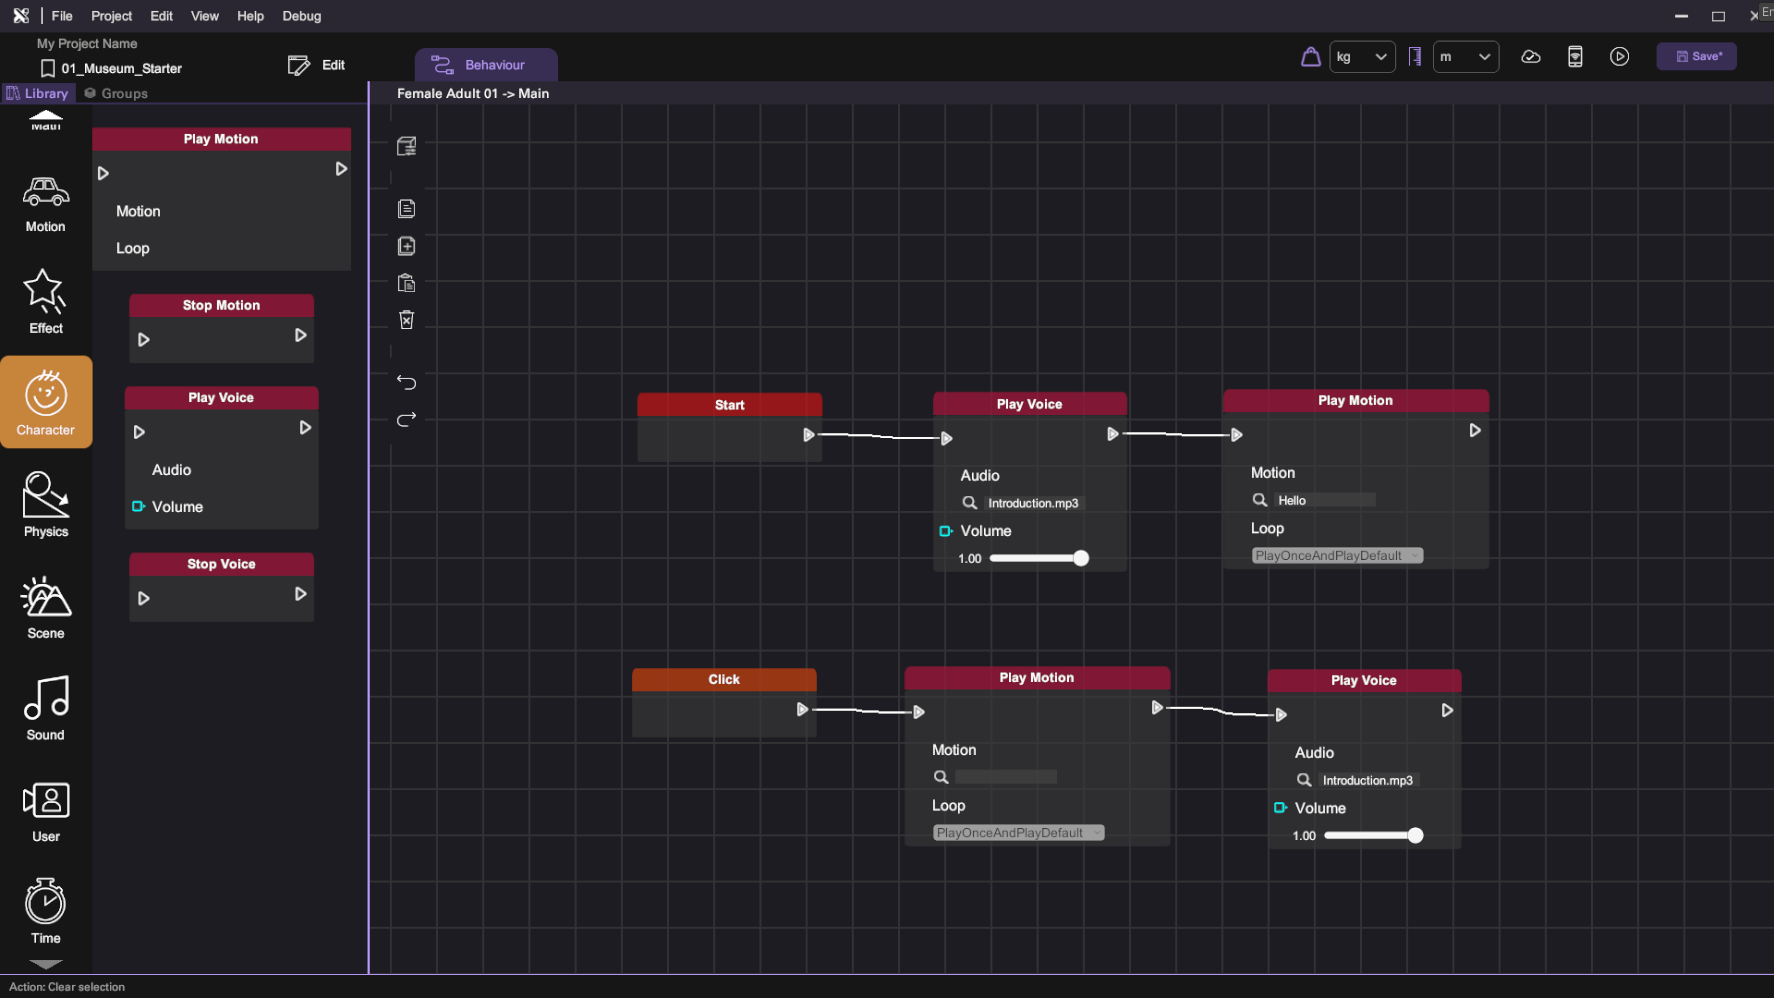 File Project Edit View Help Debug
En
My Project Name
01_Museum_Starter
Edit
Behaviour
kg
m
Save*
Library
Groups
Female Adult 01 -> Main
Math
Motion
Effect
Character
Physics
Scene
Sound
User
Time
Play Motion
Motion
Loop
Stop Motion
Play Voice
Audio
Volume
Stop Voice
Start
Play Voice
Audio
Introduction.mp3
Volume
1.00
Play Motion
Motion
Hello
Loop
PlayOnceAndPlayDefault
Click
Play Motion
Motion
Loop
PlayOnceAndPlayDefault
Play Voice
Audio
Introduction.mp3
Volume
1.00
Action: Clear selection